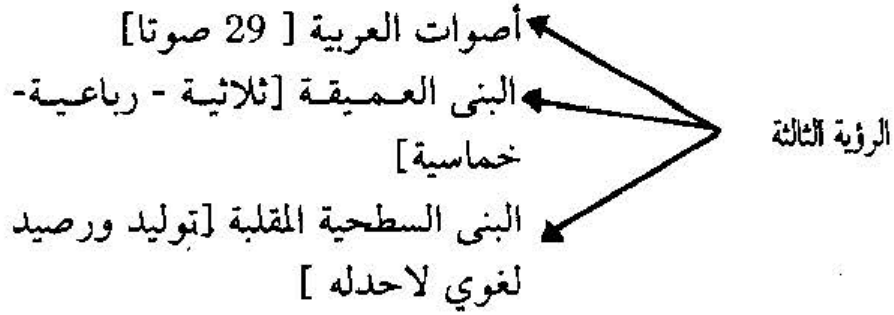 أصوات العربية [ 29 صوتا]
البنى العميقة [ثلاثية - رباعية-
خماسية]
الرؤية الثالثة
البنى السطحية المقلبة [توليد ورصيد
لغوي لاحدله ]